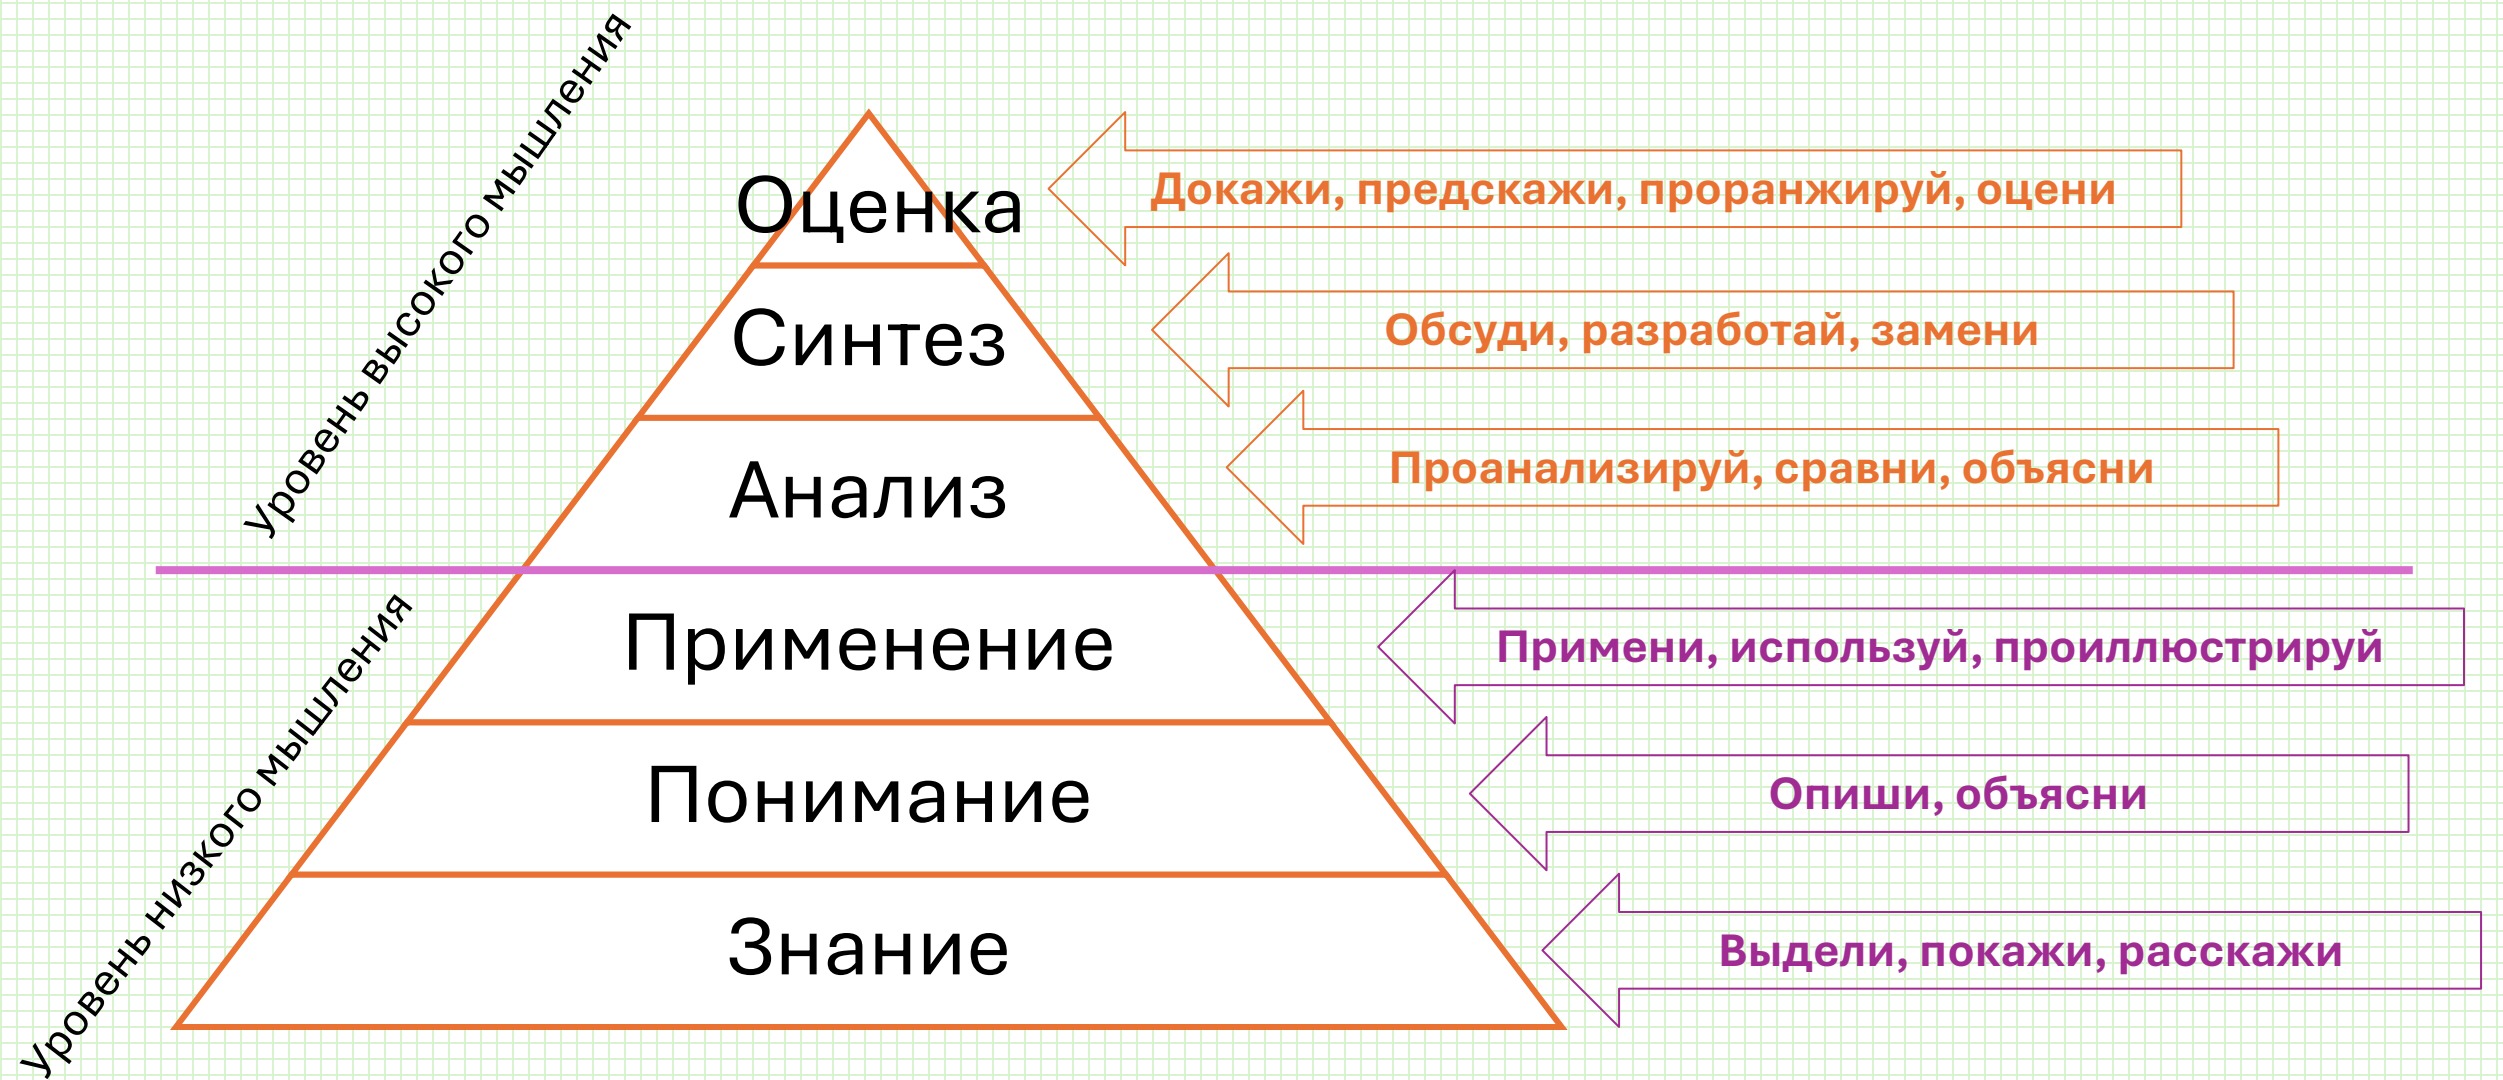 Уровень высокого мышления
Оценка
Докажи, предскажи, проранжируй, оцени
Синтез
Обсуди, разработай, замени
Анализ
Проанализируй, сравни, объясни
Уровень низкого мышления
Применение
Примени, используй, проиллюстрируй
Понимание
Опиши, объясни
Знание
Выдели, покажи, расскажи